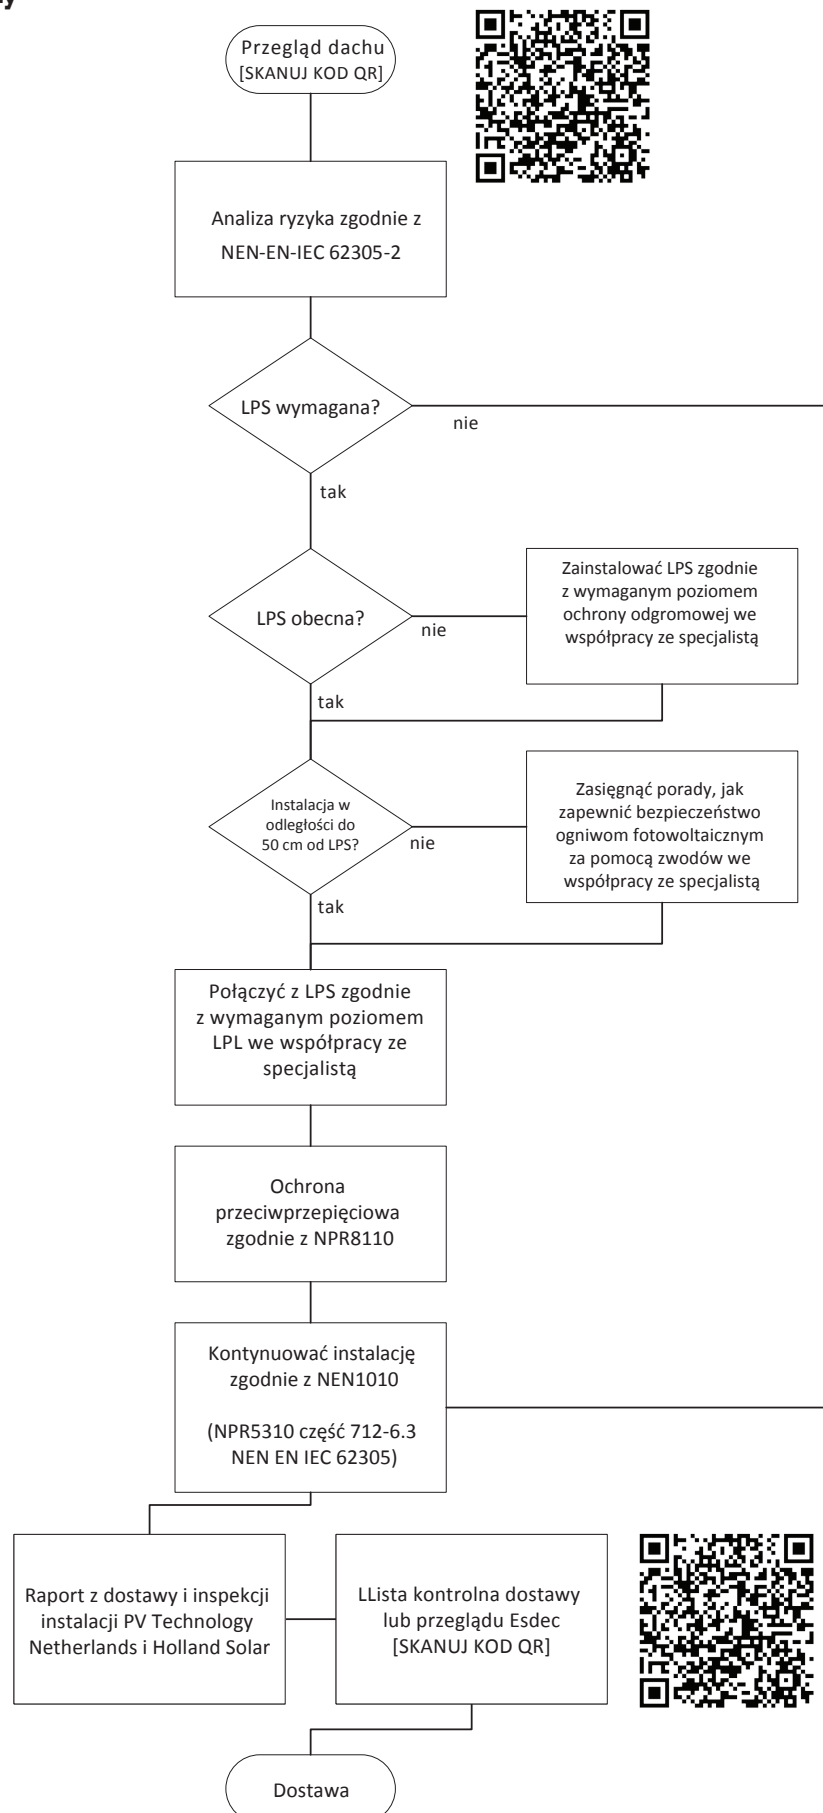 Przegląd dachu
[SKANUJ KOD QR]
Analiza ryzyka zgodnie z
NEN-EN-IEC 62305-2
LPS wymagana?
nie
tak
LPS obecna?
nie
Zainstalować LPS zgodnie
z wymaganym poziomem
ochrony odgromowej we
współpracy ze specjalistą
tak
Instalacja w
odległości do
50 cm od LPS?
nie
Zasięgnąć porady, jak
zapewnić bezpieczeństwo
ogniwom fotowoltaicznym
za pomocą zwodów we
współpracy ze specjalistą
tak
Połączyć z LPS zgodnie
z wymaganym poziomem
LPL we współpracy ze
specjalistą
Ochrona
przeciwprzepięciowa
zgodnie z NPR8110
Kontynuować instalację
zgodnie z NEN1010
(NPR5310 część 712-6.3
NEN EN IEC 62305)
Raport z dostawy i inspekcji
instalacji PV Technology
Netherlands i Holland Solar
LLista kontrolna dostawy
lub przeglądu Esdec
[SKANUJ KOD QR]
Dostawa